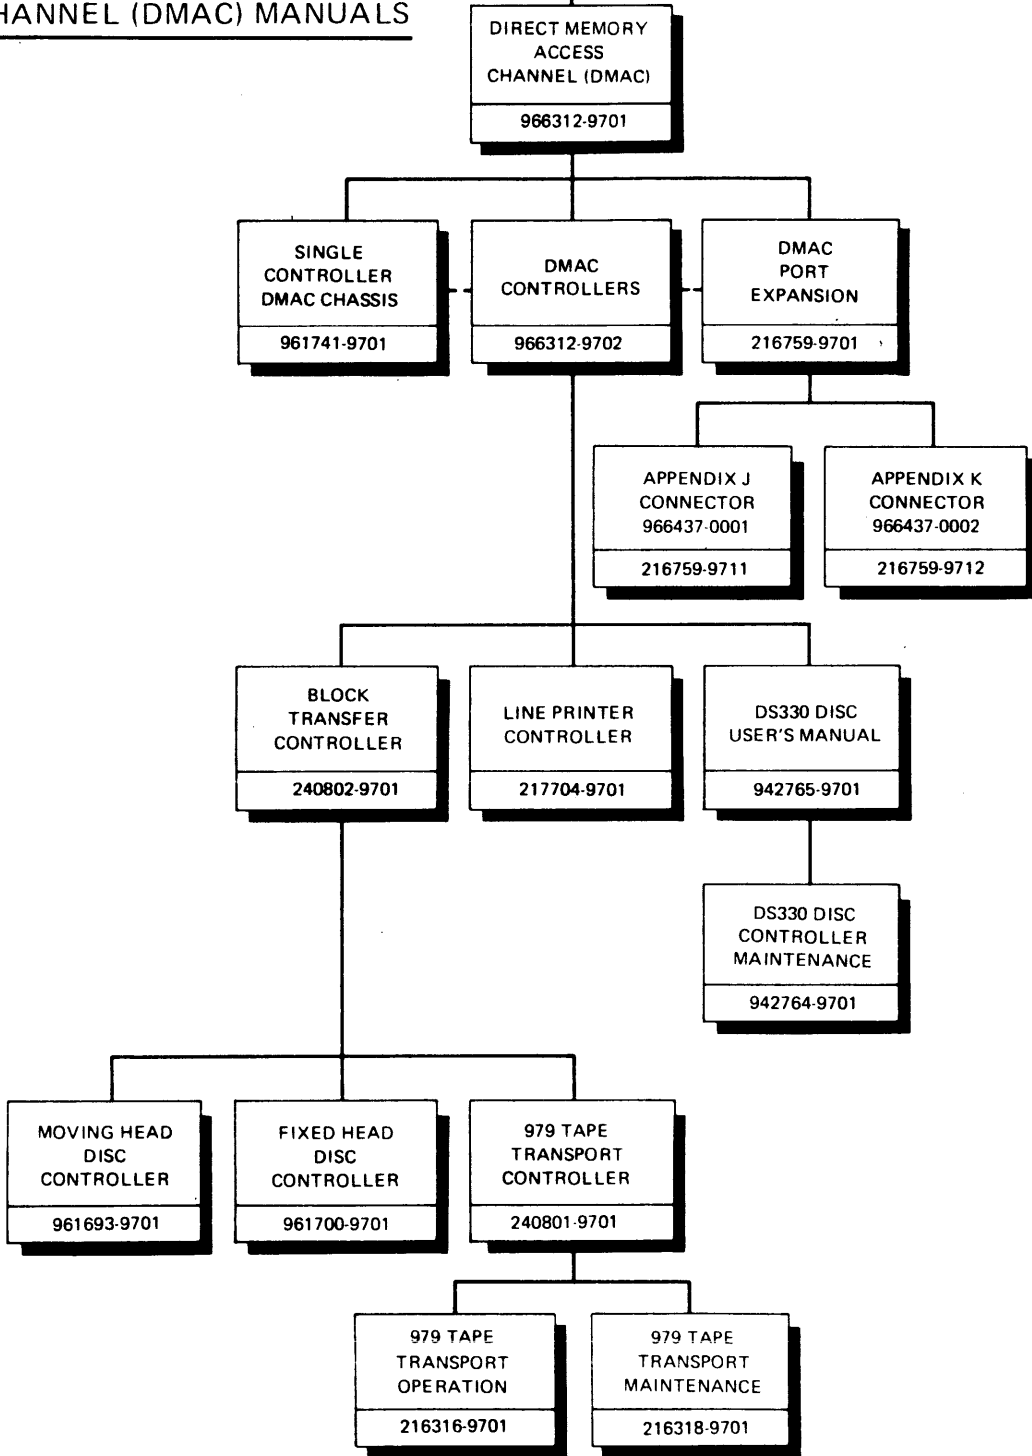 HANNEL (DMAC) MANUALS
DIRECT MEMORY
ACCESS
CHANNEL (DMAC)
966312-9701
SINGLE
CONTROLLER
DMAC CHASSIS
961741-9701
DMAC
CONTROLLERS
966312-9702
DMAC
PORT
EXPANSION
216759-9701
APPENDIX J
CONNECTOR
966437-0001
216759-9711
APPENDIX K
CONNECTOR
966437-0002
216759-9712
BLOCK
TRANSFER
CONTROLLER
240802-9701
LINE PRINTER
CONTROLLER
217704-9701
DS330 DISC
USER'S MANUAL
942765-9701
DS330 DISC
CONTROLLER
MAINTENANCE
942764-9701
MOVING HEAD
DISC
CONTROLLER
961693-9701
FIXED HEAD
DISC
CONTROLLER
961700-9701
979 TAPE
TRANSPORT
CONTROLLER
240801-9701
979 TAPE
TRANSPORT
OPERATION
216316-9701
979 TAPE
TRANSPORT
MAINTENANCE
216318-9701